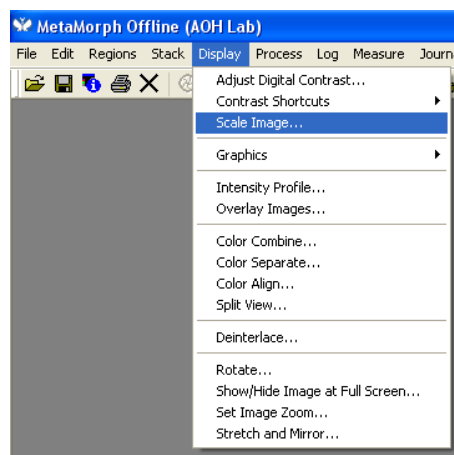 MetaMorph Offline (AOH Lab)
File Edit Regions Stack Display Process Log Measure Journ
Adjust Digital Contrast...
Contrast Shortcuts
Scale Image...
Graphics
Intensity Profile...
Overlay Images...
Color Combine...
Color Separate...
Color Align...
Split View...
Deinterlace...
Rotate...
Show/Hide Image at Full Screen...
Set Image Zoom...
Stretch and Mirror...